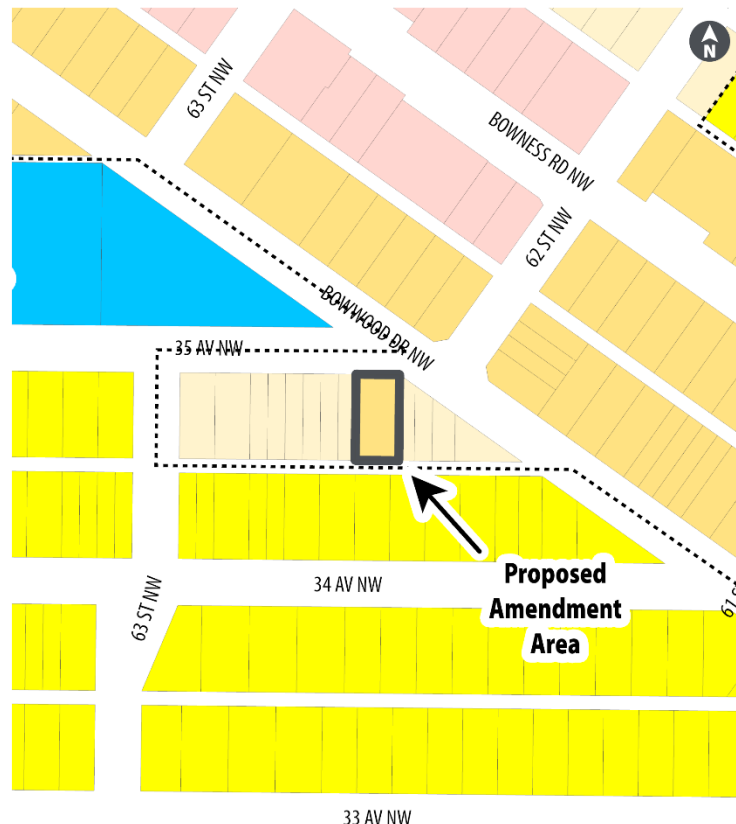 N
63 ST NW
BOWNESS RD NW
62 ST NW
BOWWOOD DR NW
35 AV NW
Proposed
Amendment
Area
34 AV NW
63 ST NW
61 S
33 AV NW